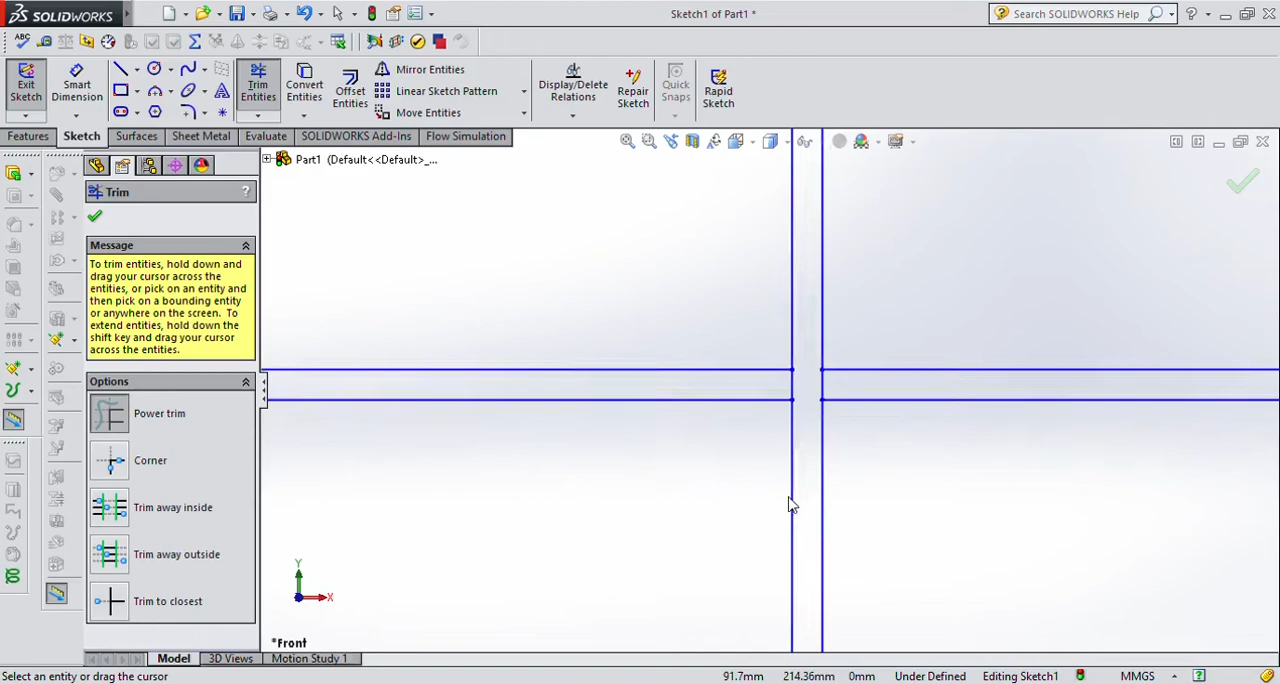 SOLIDWORKS
Sketch1 of Part1 *
Search SOLIDWORKS Help
Exit Sketch
Smart Dimension
Trim Entities
Convert Entities
Offset Entities
Mirror Entities
Linear Sketch Pattern
Move Entities
Display/Delete Relations
Repair Sketch
Quick Snaps
Rapid Sketch
Features
Sketch
Surfaces
Sheet Metal
Evaluate
SOLIDWORKS Add-Ins
Flow Simulation
Part1 (Default<<Default>_...
Trim
?
Message
To trim entities, hold down and
drag your cursor across the
entities, or pick on an entity and
then pick on a bounding entity
or anywhere on the screen. To
extend entities, hold down the
shift key and drag your cursor
across the entities.
Options
Power trim
Corner
Trim away inside
Trim away outside
Trim to closest
Y
X
*Front
Model
3D Views
Motion Study 1
Select an entity or drag the cursor
91.7mm
214.36mm
0mm
Under Defined
Editing Sketch1
MMGS